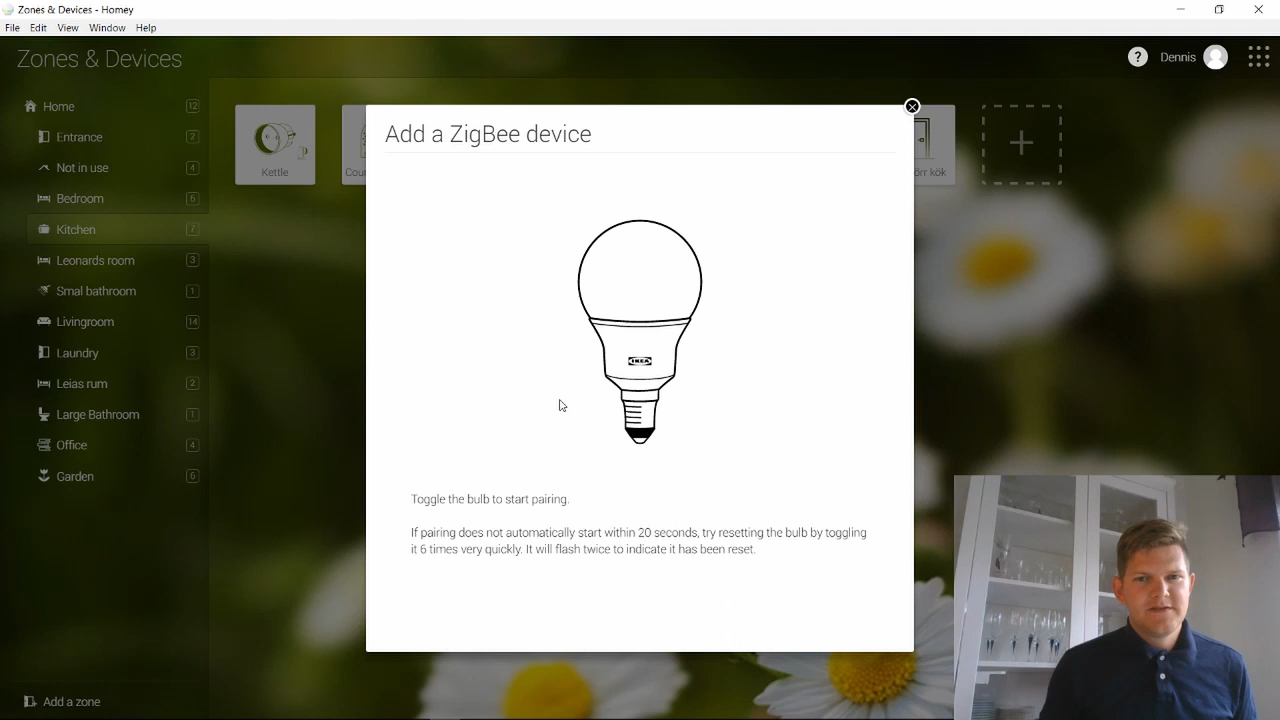 Zones & Devices - Homey
File Edit View Window Help
Zones & Devices
? Dennis
Home 12
Entrance 2
Not in use 4
Bedroom 6
Kitchen 7
Leonards room 3
Smal bathroom 1
Livingroom 14
Laundry 3
Leias rum 2
Large Bathroom 1
Office 4
Garden 6
Add a zone
Kettle
Coun
örr kök
Add a ZigBee device
IKEA
Toggle the bulb to start pairing.
If pairing does not automatically start within 20 seconds, try resetting the bulb by toggling
it 6 times very quickly. It will flash twice to indicate it has been reset.